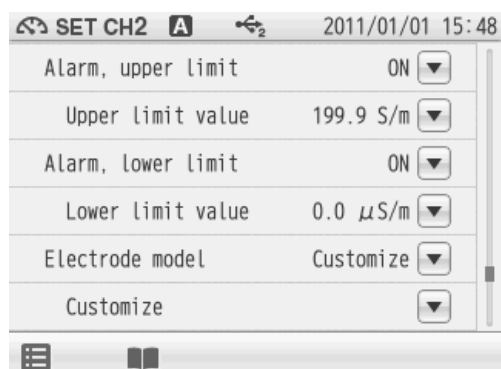 SET CH2 A 2 2011/01/01 15:48
Alarm, upper limit ON
Upper limit value 199.9 S/m
Alarm, lower limit ON
Lower limit value 0.0 μS/m
Electrode model Customize
Customize